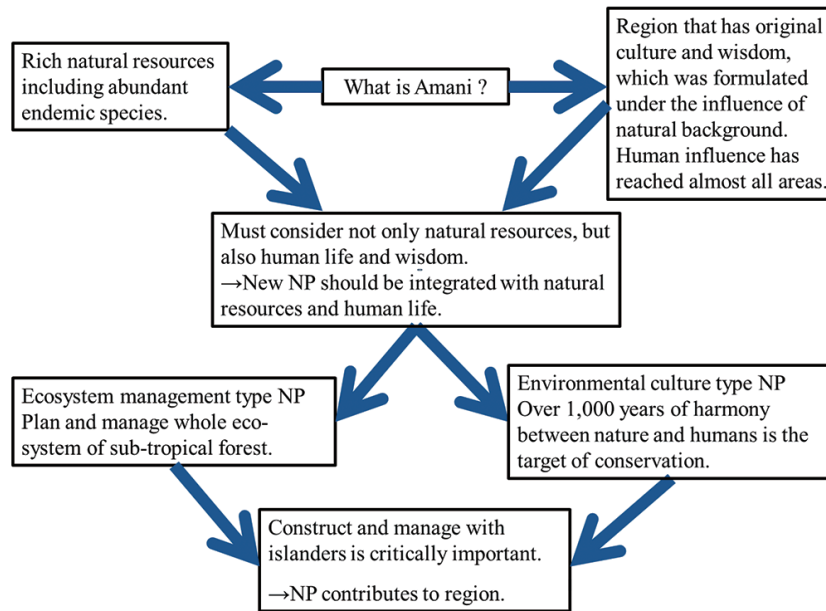 Rich natural resources
including abundant
endemic species.
What is Amani ?
Region that has original
culture and wisdom,
which was formulated
under the influence of
natural background.
Human influence has
reached almost all areas.
Must consider not only natural resources, but
also human life and wisdom.
→New NP should be integrated with natural
resources and human life.
Ecosystem management type NP
Plan and manage whole eco-
system of sub-tropical forest.
Environmental culture type NP
Over 1,000 years of harmony
between nature and humans is the
target of conservation.
Construct and manage with
islanders is critically important.
→NP contributes to region.